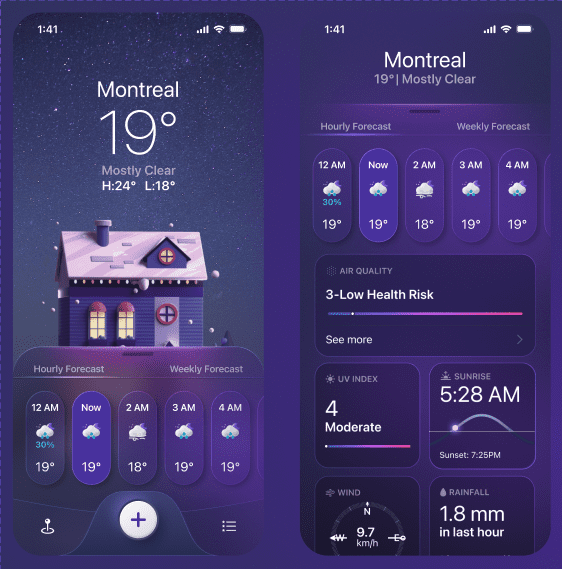 1:41
Montreal
19°
Mostly Clear
H:24° L:18°
Hourly Forecast Weekly Forecast
12 AM Now 2 AM 3 AM 4 AM
30%
19° 19° 18° 19° 19°
1:41
Montreal
19° | Mostly Clear
Hourly Forecast Weekly Forecast
12 AM Now 2 AM 3 AM 4 AM
30%
19° 19° 18° 19° 19°
AIR QUALITY
3-Low Health Risk
See more
UV INDEX
4
Moderate
SUNRISE
5:28 AM
Sunset: 7:25PM
WIND
N
W 9.7 E
km/h
RAINFALL
1.8 mm
in last hour